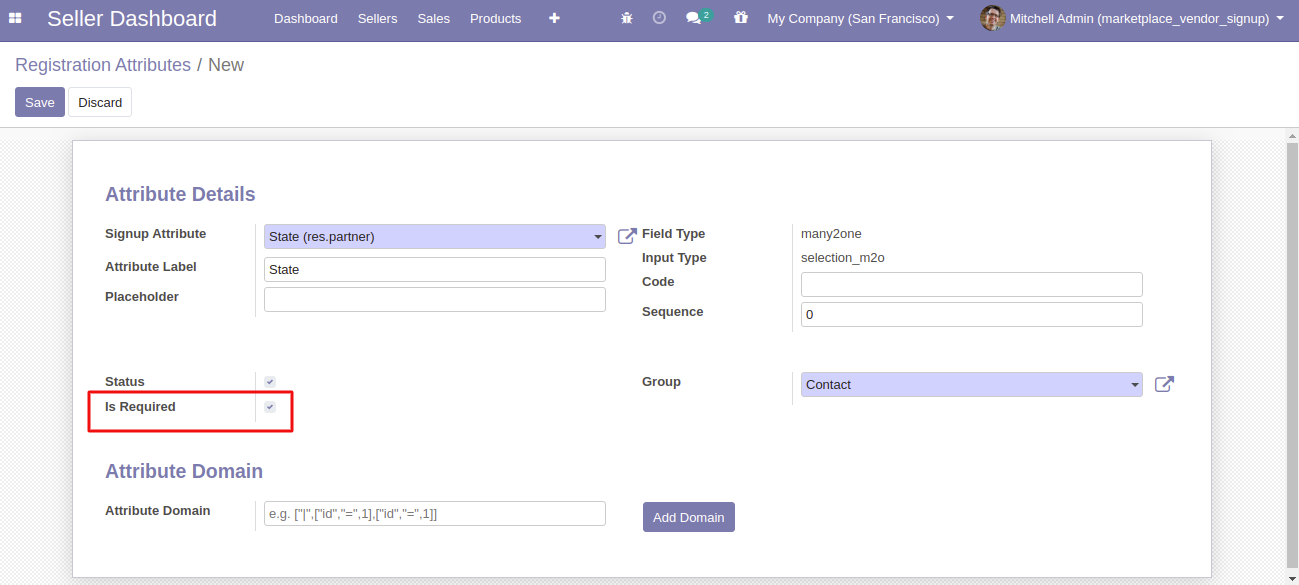 Seller Dashboard Dashboard Sellers Sales Products 2 My Company (San Francisco) Mitchell Admin (marketplace_vendor_signup)
Registration Attributes / New
Save Discard
Attribute Details
Signup Attribute State (res.partner) Field Type many2one
Input Type selection_m2o
Attribute Label State
Code
Placeholder
Sequence 0
Status Group Contact
Is Required
Attribute Domain
Attribute Domain e.g. ["|",["id","=",1],["id","=",1]] Add Domain